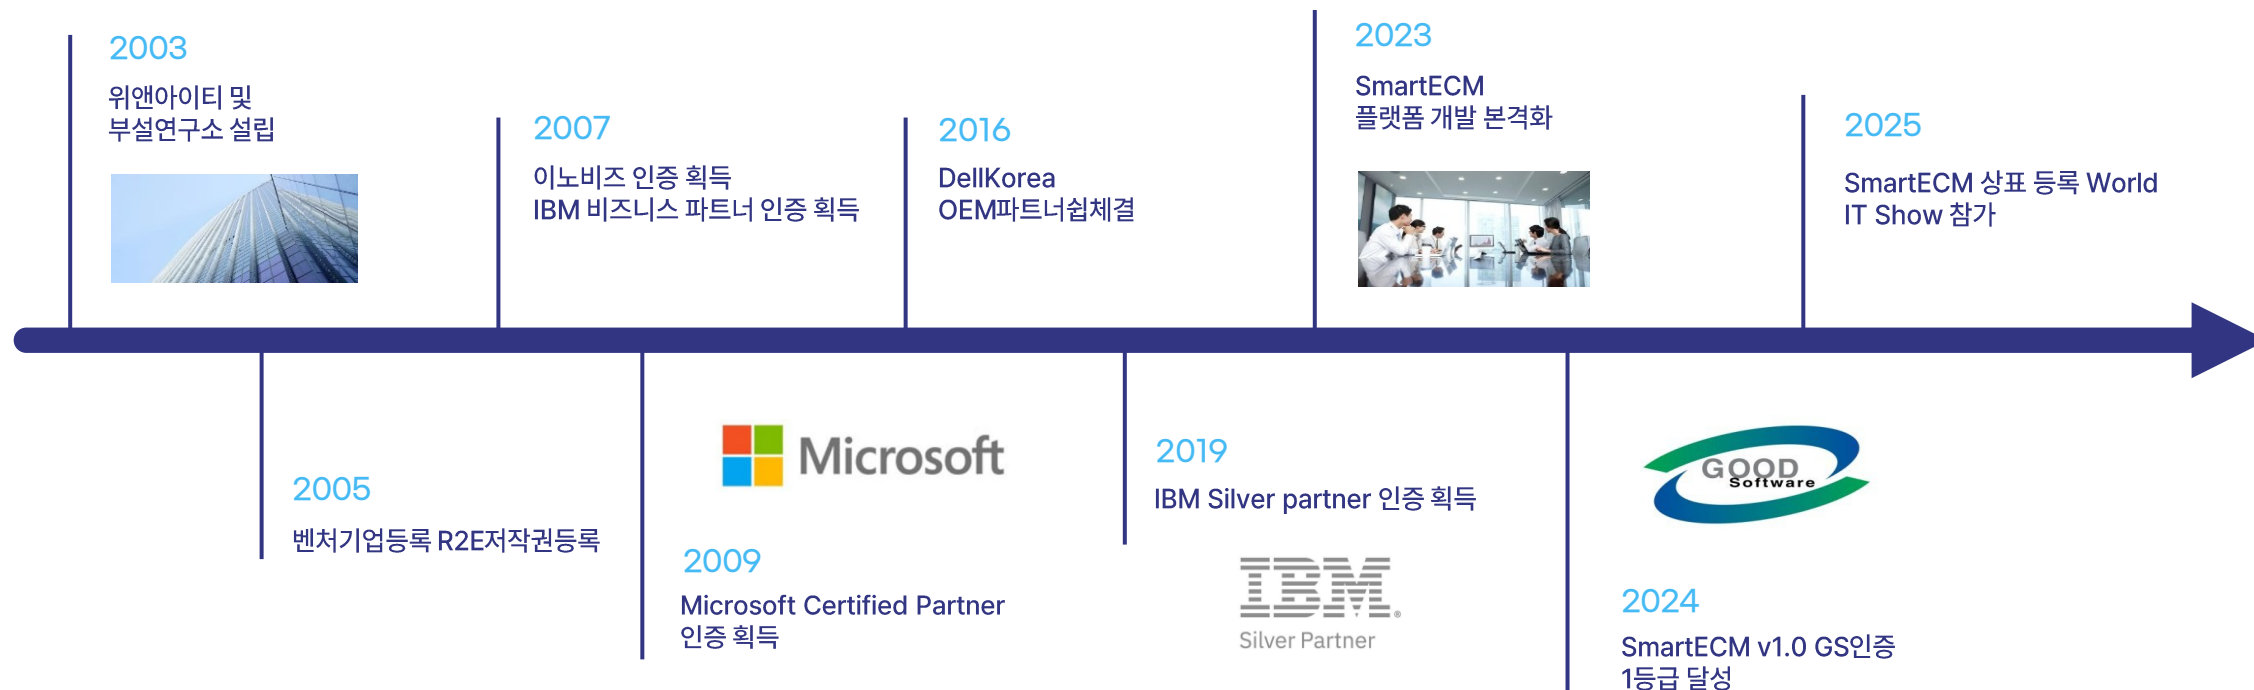 2003
위앤아이티 및
부설연구소 설립
2005
벤처기업등록 R2E저작권등록
2007
이노비즈 인증 획득
IBM 비즈니스 파트너 인증 획득
Microsoft
2009
Microsoft Certified Partner
인증 획득
2016
DellKorea
OEM파트너쉽체결
2019
IBM Silver partner 인증 획득
IBM®
Silver Partner
2023
SmartECM
플랫폼 개발 본격화
GOOD
Software
2024
SmartECM v1.0 GS인증
1등급 달성
2025
SmartECM 상표 등록 World
IT Show 참가